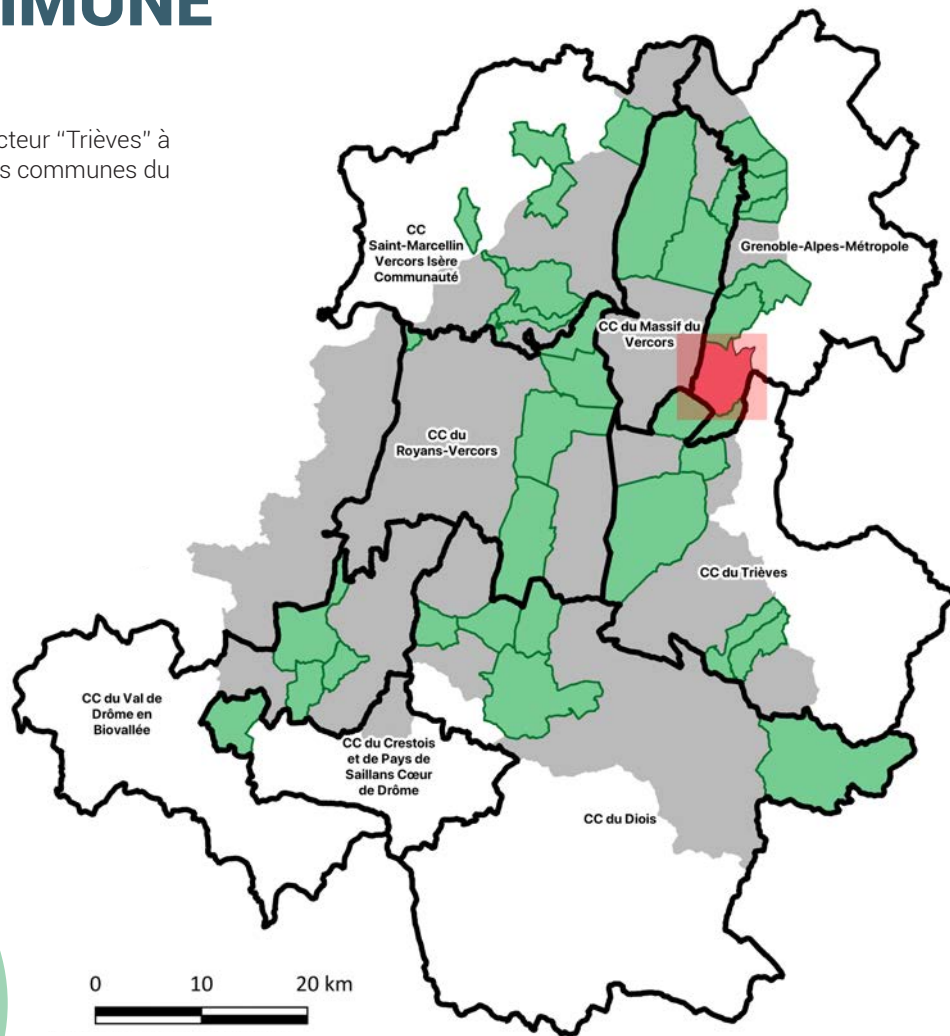 MMUNE
cteur "Trièves" à
s communes du
CC
Saint-Marcellin
Vercors Isère
Communauté
Grenoble-Alpes-Métropole
CC du Massif du
Vercors
CC du
Royans-Vercors
CC du Trièves
CC du Val de
Drôme en
Biovallée
CC du Crestois
et de Pays de
Saillans Cœur
de Drôme
CC du Diois
0 10 20 km